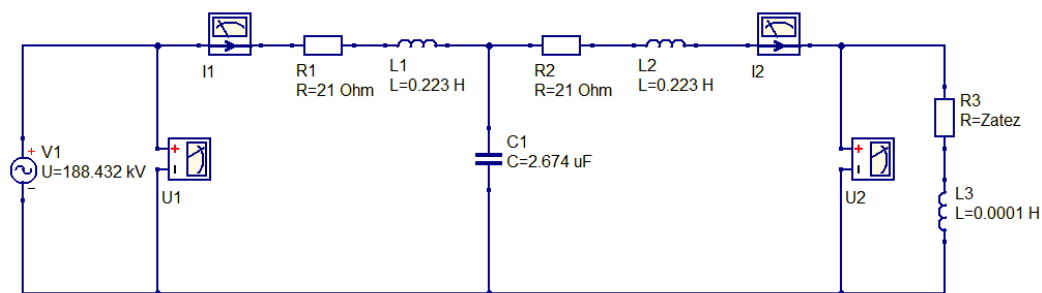 I1
R1
R=21 Ohm
L1
L=0.223 H
R2
R=21 Ohm
L2
L=0.223 H
I2
V1
U=188.432 kV
U1
C1
C=2.674 uF
U2
R3
R=Zatez
L3
L=0.0001 H